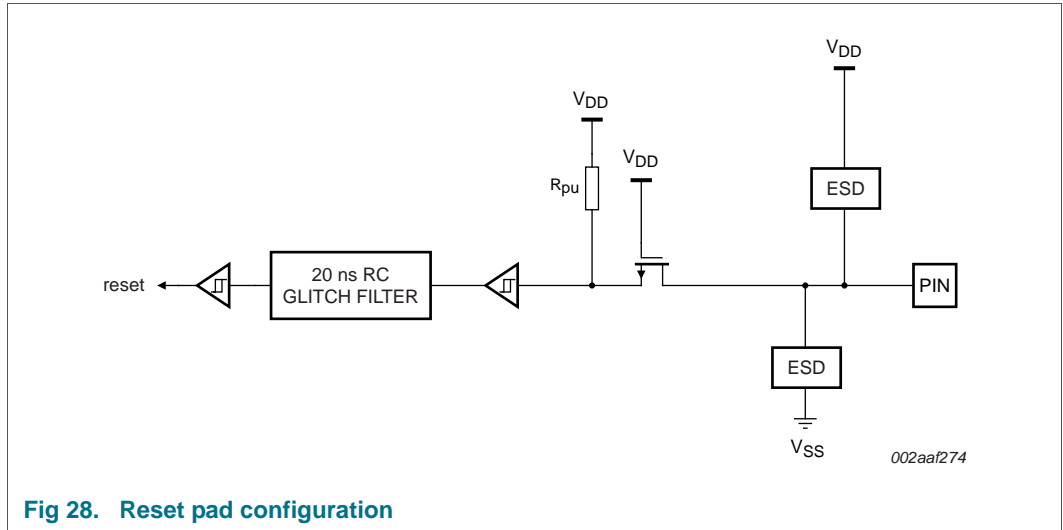 VDD
VDD
VDD
Rpu
ESD
reset
20 ns RC
GLITCH FILTER
PIN
ESD
VSS
002aaf274
Fig 28. Reset pad configuration